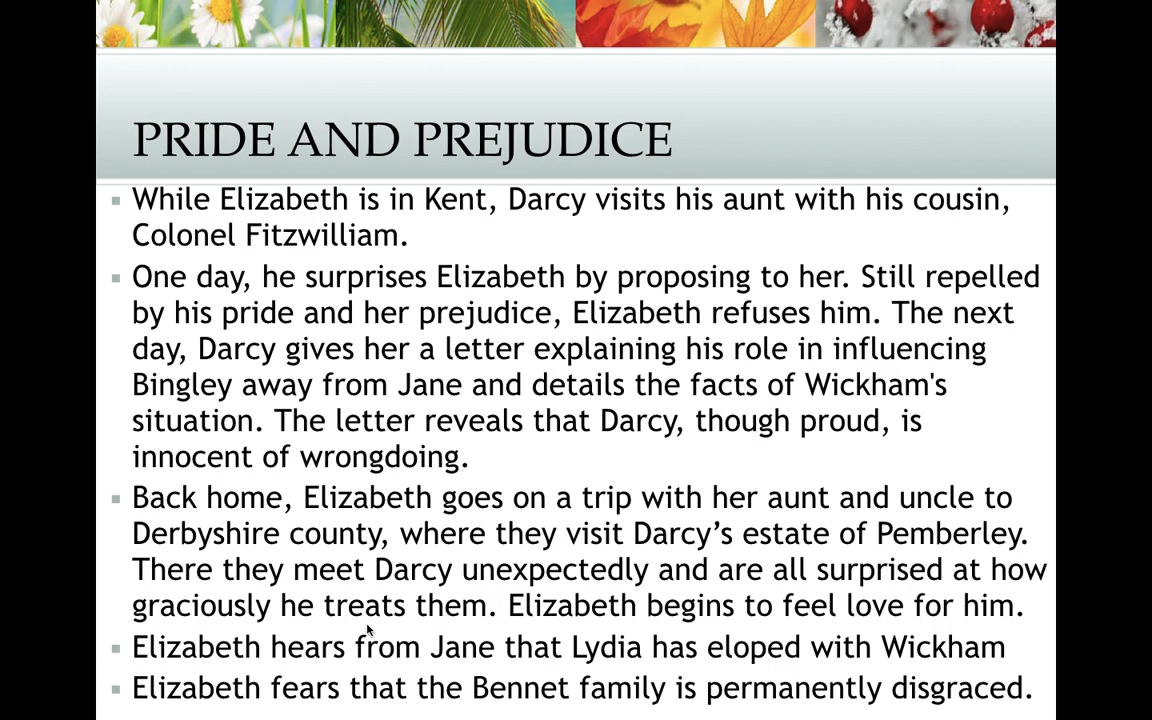 PRIDE AND PREJUDICE
While Elizabeth is in Kent, Darcy visits his aunt with his cousin,
Colonel Fitzwilliam.
One day, he surprises Elizabeth by proposing to her. Still repelled
by his pride and her prejudice, Elizabeth refuses him. The next
day, Darcy gives her a letter explaining his role in influencing
Bingley away from Jane and details the facts of Wickham's
situation. The letter reveals that Darcy, though proud, is
innocent of wrongdoing.
Back home, Elizabeth goes on a trip with her aunt and uncle to
Derbyshire county, where they visit Darcy’s estate of Pemberley.
There they meet Darcy unexpectedly and are all surprised at how
graciously he treats them. Elizabeth begins to feel love for him.
Elizabeth hears from Jane that Lydia has eloped with Wickham
Elizabeth fears that the Bennet family is permanently disgraced.